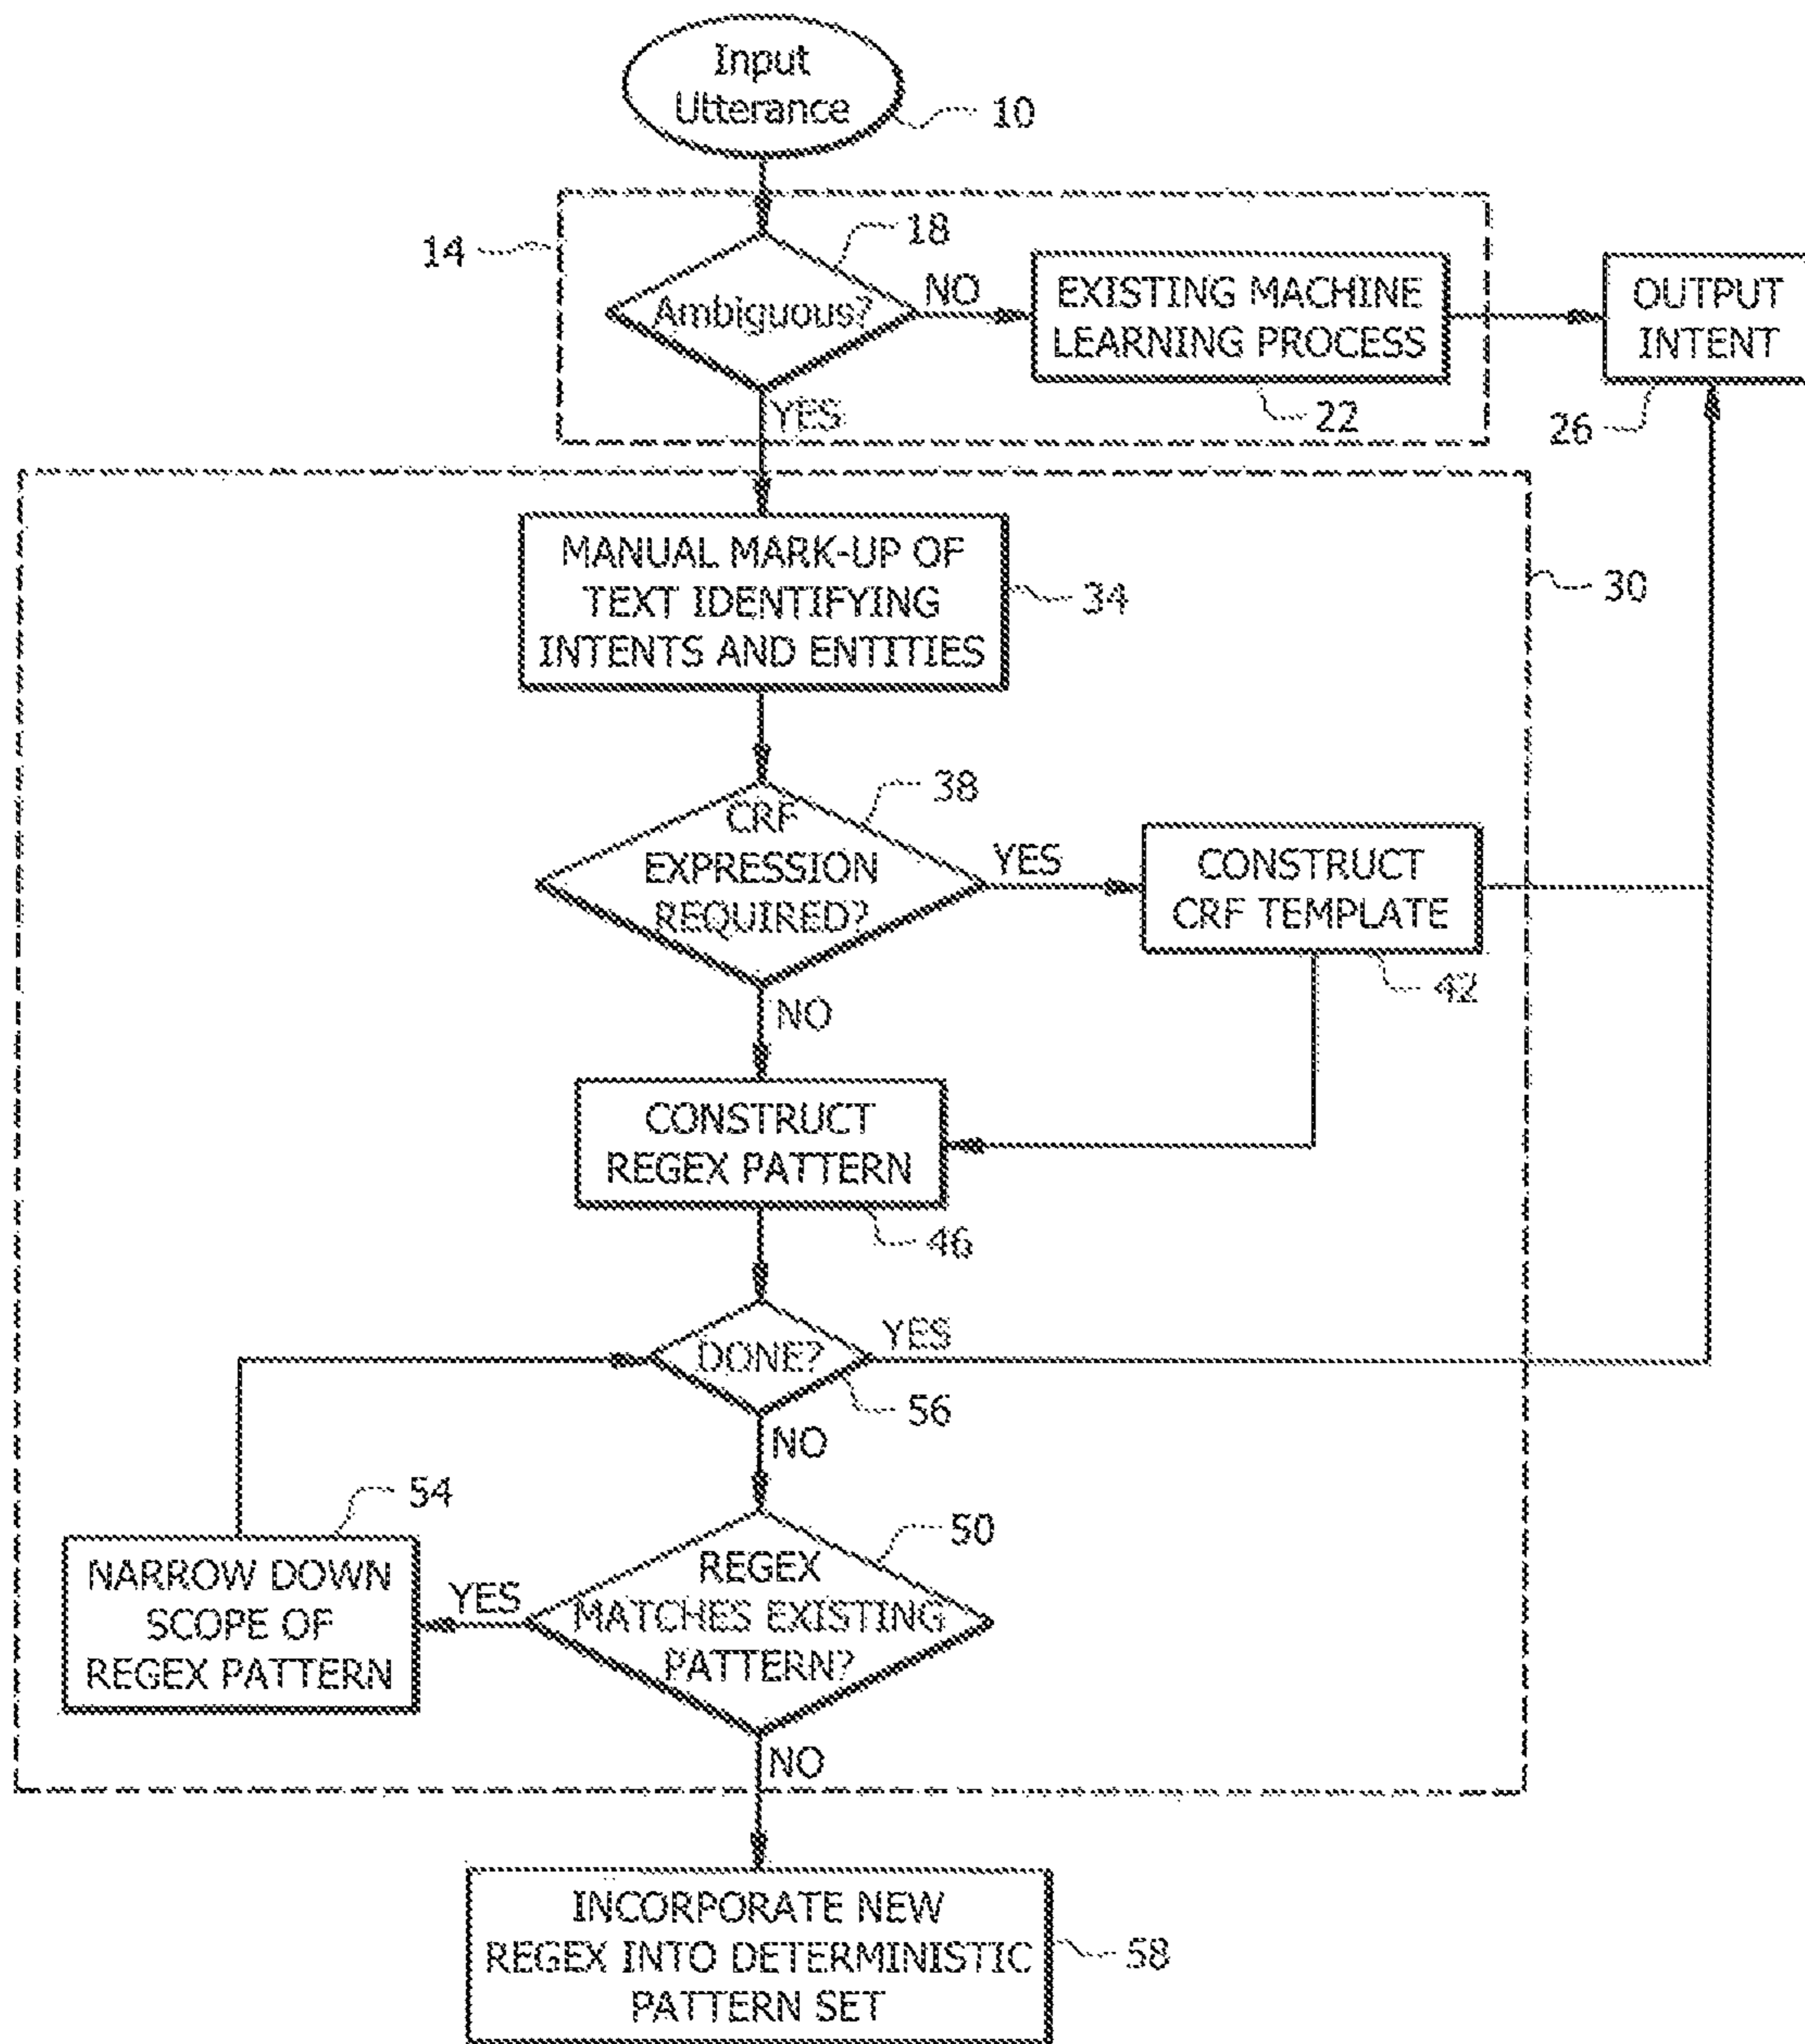 Input
Utterance
10
14
18
Ambiguous?
NO
EXISTING MACHINE
LEARNING PROCESS
22
OUTPUT
INTENT
26
YES
30
MANUAL MARK-UP OF
TEXT IDENTIFYING
INTENTS AND ENTITIES
34
38
CRF
EXPRESSION
REQUIRED?
YES
CONSTRUCT
CRF TEMPLATE
42
NO
CONSTRUCT
REGEX PATTERN
46
DONE?
YES
56
NO
54
NARROW DOWN
SCOPE OF
REGEX PATTERN
YES
50
REGEX
MATCHES EXISTING
PATTERN?
NO
INCORPORATE NEW
REGEX INTO DETERMINISTIC
PATTERN SET
58